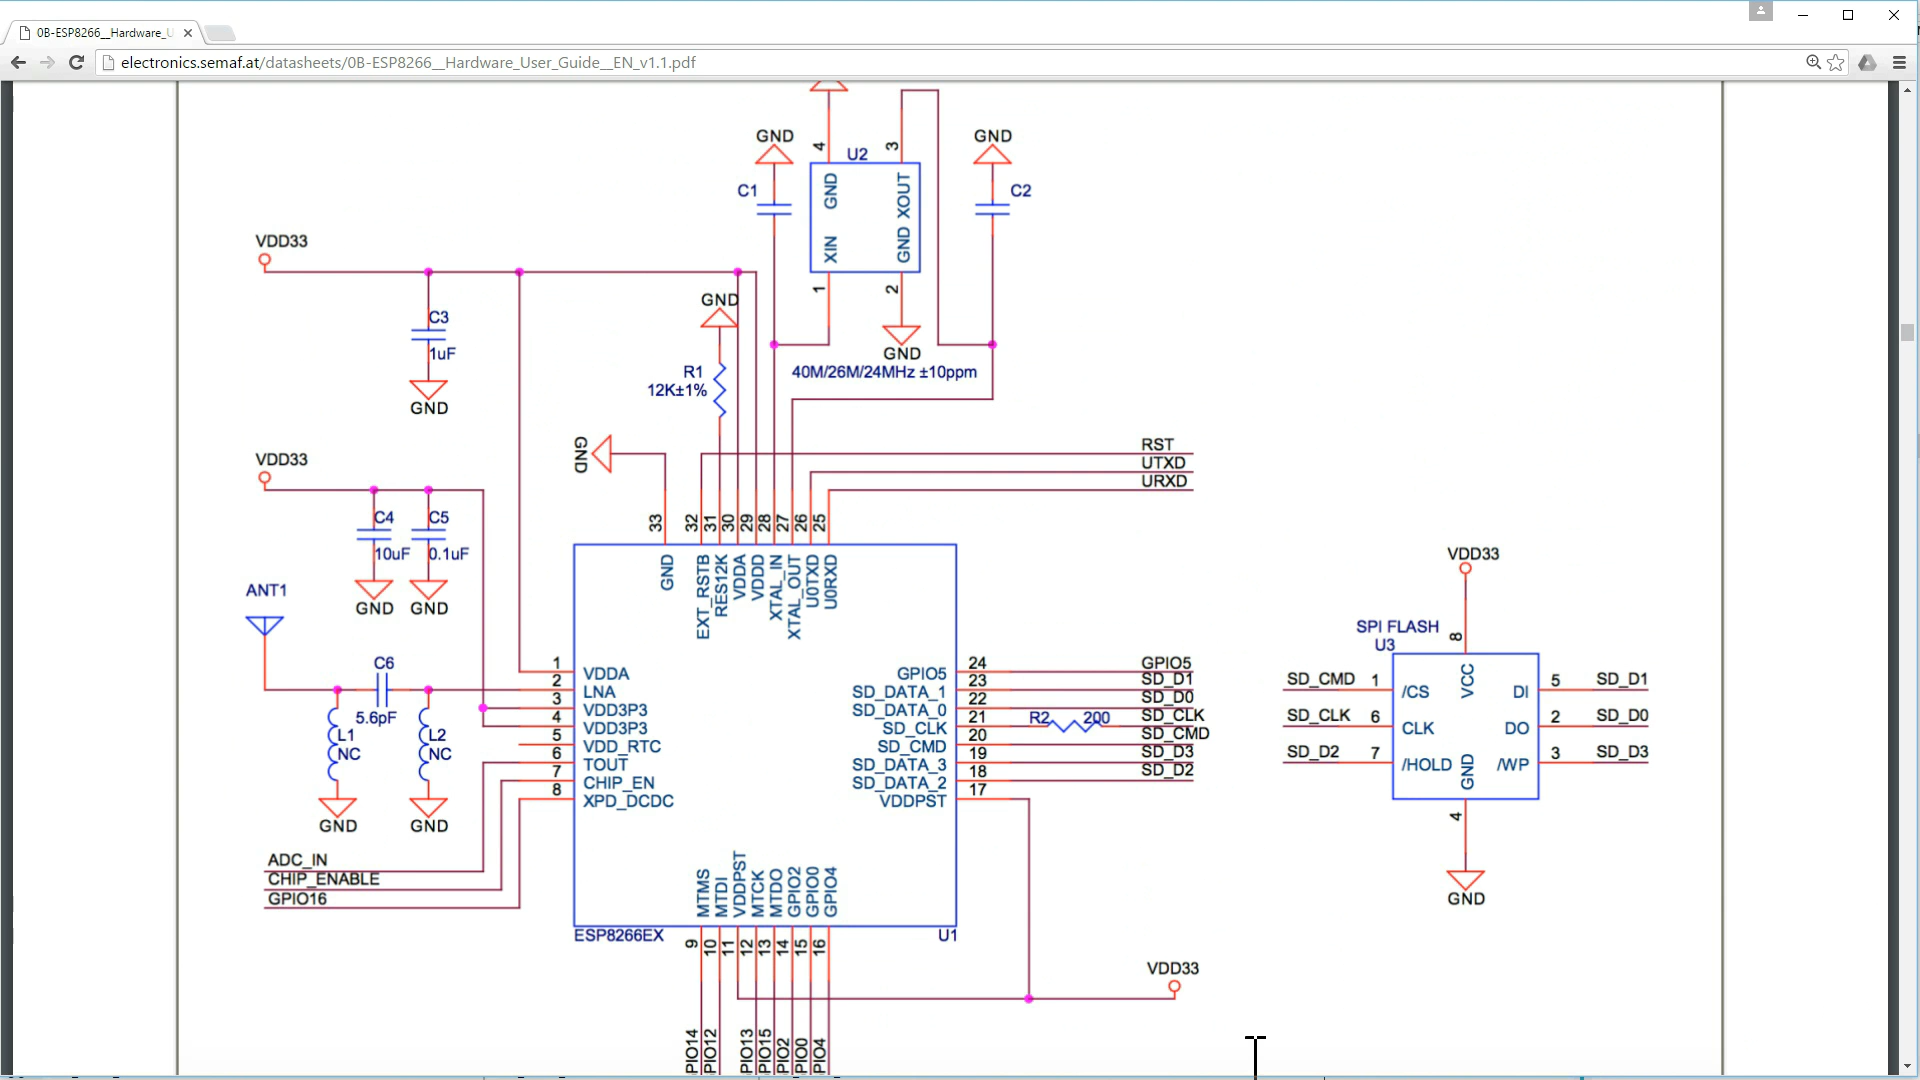 0B-ESP8266__Hardware_U
electronics.semaf.at/datasheets/0B-ESP8266__Hardware_User_Guide__EN_v1.1.pdf
GND
GND
4
3
U2
C1
C2
GND
XOUT
XIN
GND
1
2
GND
40M/26M/24MHz ±10ppm
VDD33
C3
1uF
GND
GND
R1
12K±1%
GND
RST
UTXD
URXD
VDD33
C4
10uF
GND
C5
0.1uF
GND
ANT1
C6
5.6pF
L1
NC
GND
L2
NC
GND
33
32
31
30
29
28
27
26
25
GND
EXT_RSTB
RES12K
VDDA
VDDD
XTAL_IN
XTAL_OUT
U0TXD
U0RXD
1 VDDA
2 LNA
3 VDD3P3
4 VDD3P3
5 VDD_RTC
6 TOUT
7 CHIP_EN
8 XPD_DCDC
GPIO5 24 GPIO5
SD_DATA_1 23 SD_D1
SD_DATA_0 22 SD_D0
SD_CLK 21 R2 200 SD_CLK
SD_CMD 20 SD_CMD
SD_DATA_3 19 SD_D3
SD_DATA_2 18 SD_D2
VDDPST 17
ADC_IN
CHIP_ENABLE
GPIO16
MTMS
MTDI
VDDPST
MTCK
MTDO
GPIO2
GPIO0
GPIO4
ESP8266EX
U1
9
10
11
12
13
14
15
16
PIO14
PIO12
PIO13
PIO15
PIO2
PIO0
PIO4
VDD33
VDD33
SPI FLASH
U3
8
SD_CMD 1 /CS
SD_CLK 6 CLK
SD_D2 7 /HOLD
VCC
GND
DI 5 SD_D1
DO 2 SD_D0
/WP 3 SD_D3
4
GND